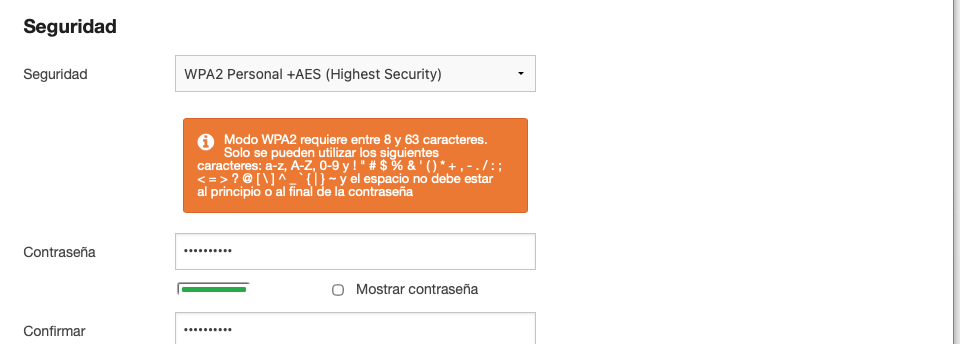 Seguridad
Seguridad
WPA2 Personal +AES (Highest Security)
Modo WPA2 requiere entre 8 y 63 caracteres.
Solo se pueden utilizar los siguientes
caracteres: a-z, A-Z, 0-9 y ! " # $ % & ' ( ) * + , - . / : ;
< = > ? @ [ \ ] ^ _ ` { | } ~ y el espacio no debe estar
al principio o al final de la contraseña
Contraseña
••••••••••
Mostrar contraseña
Confirmar
••••••••••